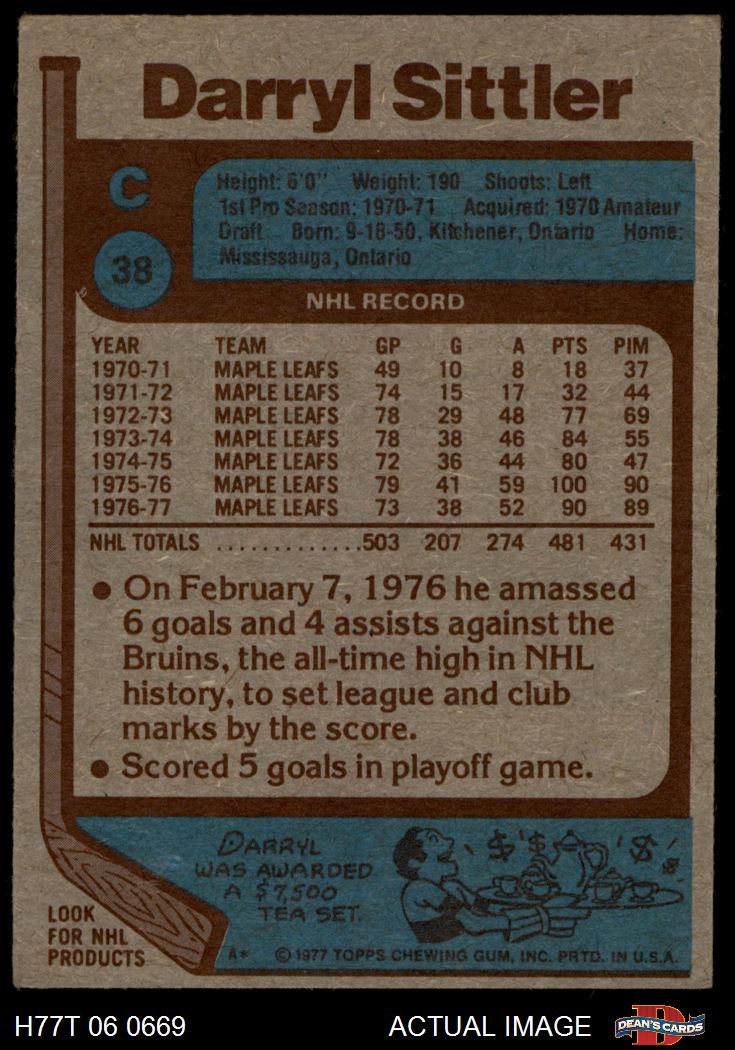 Darryl Sittler
C
38
Height: 6'0" Weight: 190 Shoots: Left
1st Pro Season: 1970-71 Acquired: 1970 Amateur
Draft Born: 9-18-50, Kitchener, Ontario Home:
Mississauga, Ontario
NHL RECORD
YEAR TEAM GP G A PTS PIM
1970-71 MAPLE LEAFS 49 10 8 18 37
1971-72 MAPLE LEAFS 74 15 17 32 44
1972-73 MAPLE LEAFS 78 29 48 77 69
1973-74 MAPLE LEAFS 78 38 46 84 55
1974-75 MAPLE LEAFS 72 36 44 80 47
1975-76 MAPLE LEAFS 79 41 59 100 90
1976-77 MAPLE LEAFS 73 38 52 90 89
NHL TOTALS .............503 207 274 481 431
● On February 7, 1976 he amassed
6 goals and 4 assists against the
Bruins, the all-time high in NHL
history, to set league and club
marks by the score.
● Scored 5 goals in playoff game.
DARRYL
WAS AWARDED
A $7,500
TEA SET.
$ $ $ $
LOOK
FOR NHL
PRODUCTS
A* © 1977 TOPPS CHEWING GUM, INC. PRTD. IN U.S.A.
H77T 06 0669 ACTUAL IMAGE DEAN'S CARDS